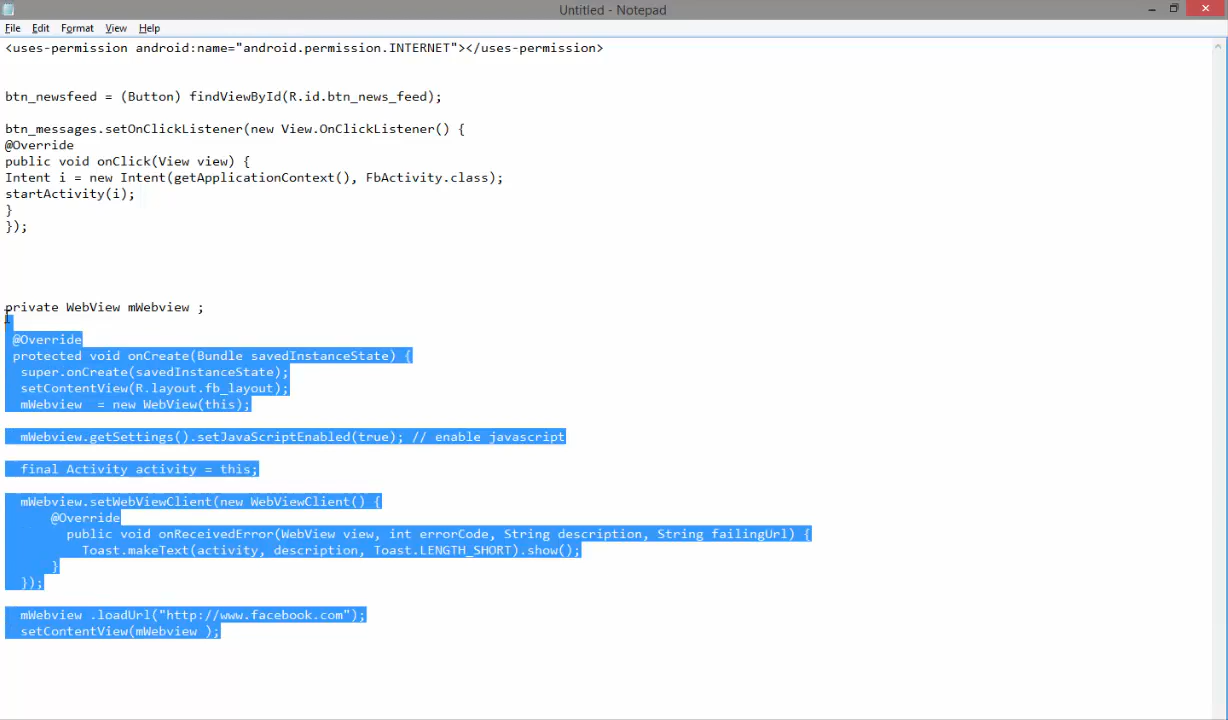 Untitled - Notepad
File Edit Format View Help
<uses-permission android:name="android.permission.INTERNET"></uses-permission>
btn_newsfeed = (Button) findViewById(R.id.btn_news_feed);
btn_messages.setOnClickListener(new View.OnClickListener() {
@Override
public void onClick(View view) {
Intent i = new Intent(getApplicationContext(), FbActivity.class);
startActivity(i);
}
});
private WebView mWebview ;
@Override
protected void onCreate(Bundle savedInstanceState) {
super.onCreate(savedInstanceState);
setContentView(R.layout.fb_layout);
mWebview  = new WebView(this);
mWebview.getSettings().setJavaScriptEnabled(true); // enable javascript
final Activity activity = this;
mWebview.setWebViewClient(new WebViewClient() {
@Override
public void onReceivedError(WebView view, int errorCode, String description, String failingUrl) {
Toast.makeText(activity, description, Toast.LENGTH_SHORT).show();
}
});
mWebview .loadUrl("http://www.facebook.com");
setContentView(mWebview );